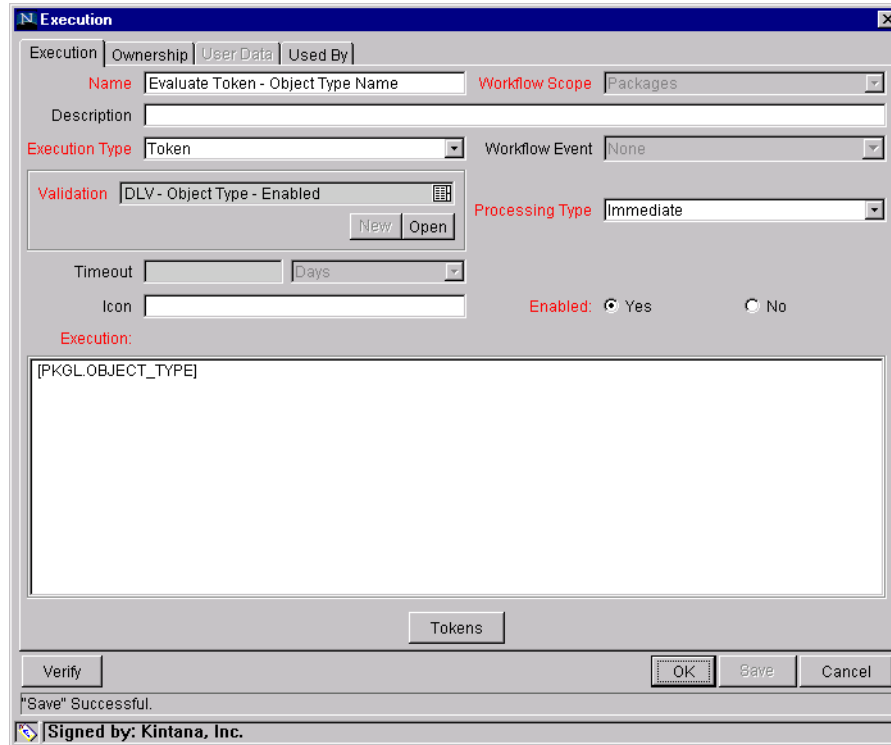 N Execution
Execution Ownership User Data Used By
Name Evaluate Token - Object Type Name Workflow Scope Packages
Description
Execution Type Token Workflow Event None
Validation DLV - Object Type - Enabled
New Open
Processing Type Immediate
Timeout Days
Icon Enabled: Yes No
Execution:
[PKGL.OBJECT_TYPE]
Tokens
Verify OK Save Cancel
"Save" Successful.
Signed by: Kintana, Inc.